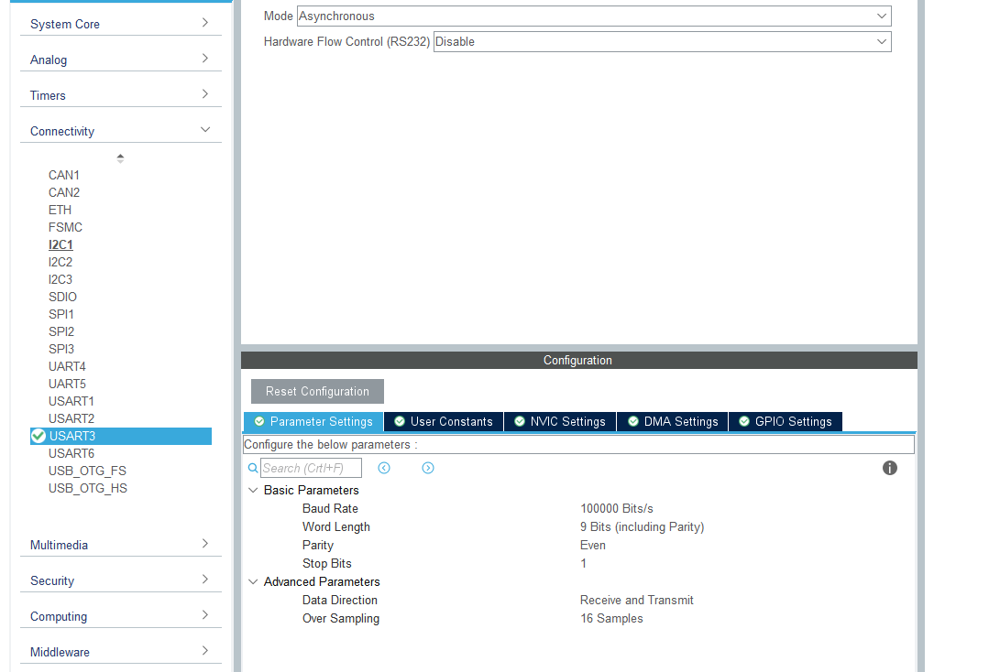 System Core
Analog
Timers
Connectivity
CAN1
CAN2
ETH
FSMC
I2C1
I2C2
I2C3
SDIO
SPI1
SPI2
SPI3
UART4
UART5
USART1
USART2
USART3
USART6
USB_OTG_FS
USB_OTG_HS
Multimedia
Security
Computing
Middleware
Mode Asynchronous
Hardware Flow Control (RS232) Disable
Configuration
Reset Configuration
Parameter Settings User Constants NVIC Settings DMA Settings GPIO Settings
Configure the below parameters :
Search (Crtl+F)
Basic Parameters
Baud Rate 100000 Bits/s
Word Length 9 Bits (including Parity)
Parity Even
Stop Bits 1
Advanced Parameters
Data Direction Receive and Transmit
Over Sampling 16 Samples